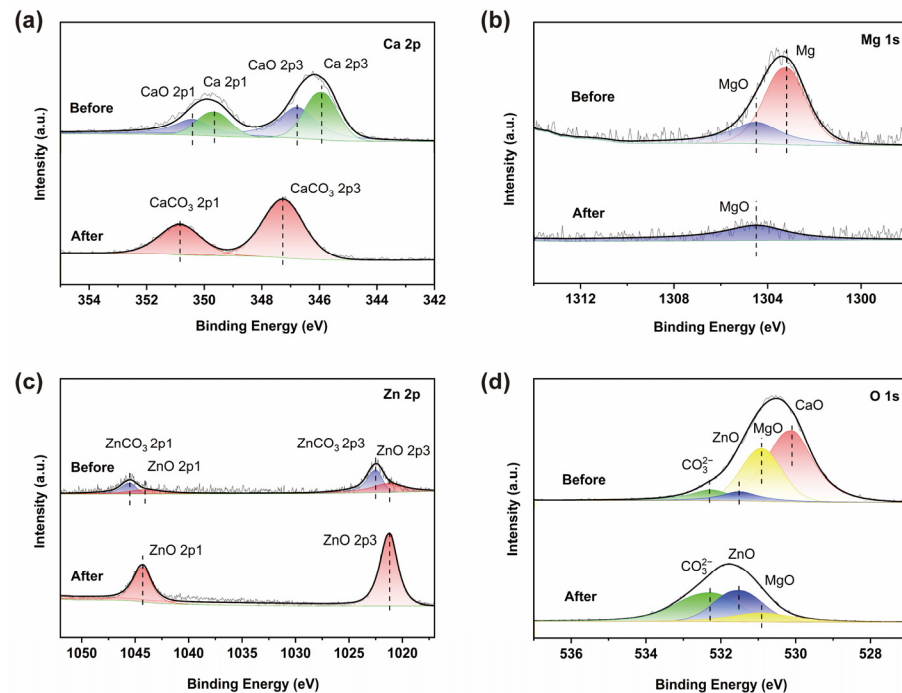 (a)
Ca 2p
CaO 2p1
Ca 2p1
CaO 2p3
Ca 2p3
Before
CaCO₃ 2p1
CaCO₃ 2p3
After
Intensity (a.u.)
354 352 350 348 346 344 342
Binding Energy (eV)
(b)
Mg 1s
MgO
Mg
Before
MgO
After
Intensity (a.u.)
1312 1308 1304 1300
Binding Energy (eV)
(c)
Zn 2p
ZnCO₃ 2p1
ZnO 2p1
ZnCO₃ 2p3
ZnO 2p3
Before
ZnO 2p1
ZnO 2p3
After
Intensity (a.u.)
1050 1045 1040 1035 1030 1025 1020
Binding Energy (eV)
(d)
O 1s
CO₃²⁻
ZnO
MgO
CaO
Before
CO₃²⁻
ZnO
MgO
After
Intensity (a.u.)
536 534 532 530 528
Binding Energy (eV)